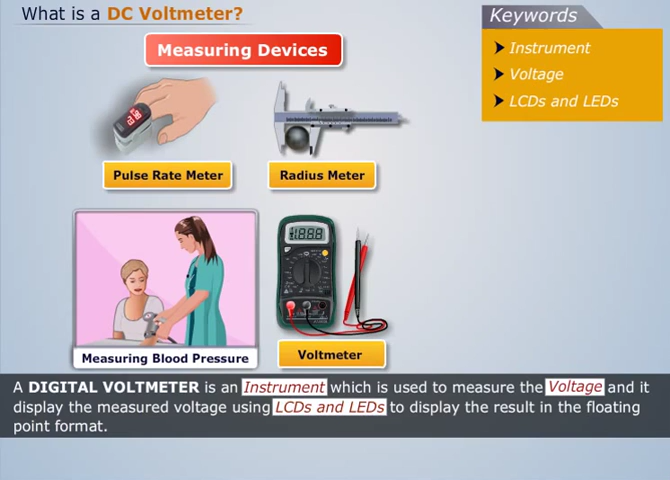 What is a DC Voltmeter?
Keywords
Instrument
Voltage
LCDs and LEDs
Measuring Devices
Pulse Rate Meter
Radius Meter
Measuring Blood Pressure
Voltmeter
A DIGITAL VOLTMETER is an Instrument which is used to measure the Voltage and it
display the measured voltage using LCDs and LEDs to display the result in the floating
point format.